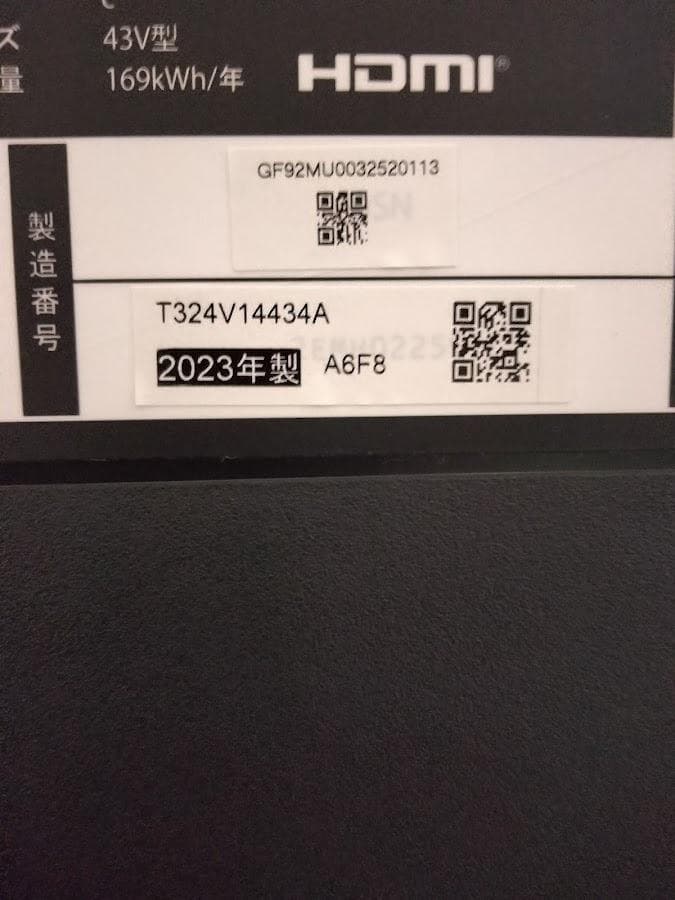 ズ 43V型
量 169kWh/年
HDMI®
製造番号
GF92MU0032520113
SN
T324V14434A
2023年製 A6F8